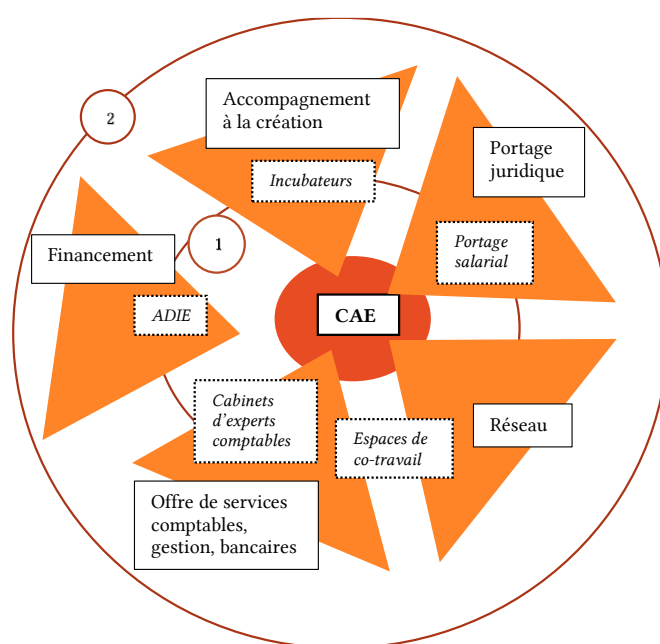 Accompagnement
à la création
2
Portage
juridique
Incubateurs
1
Financement
Portage
salarial
ADIE
CAE
Cabinets
d'experts
comptables
Espaces de
co-travail
Réseau
Offre de services
comptables,
gestion, bancaires